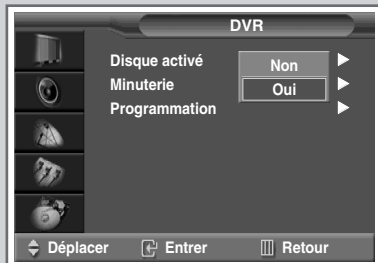 DVR
Disque activé
Non
Minuterie
Oui
Programmation
Déplacer Entrer Retour